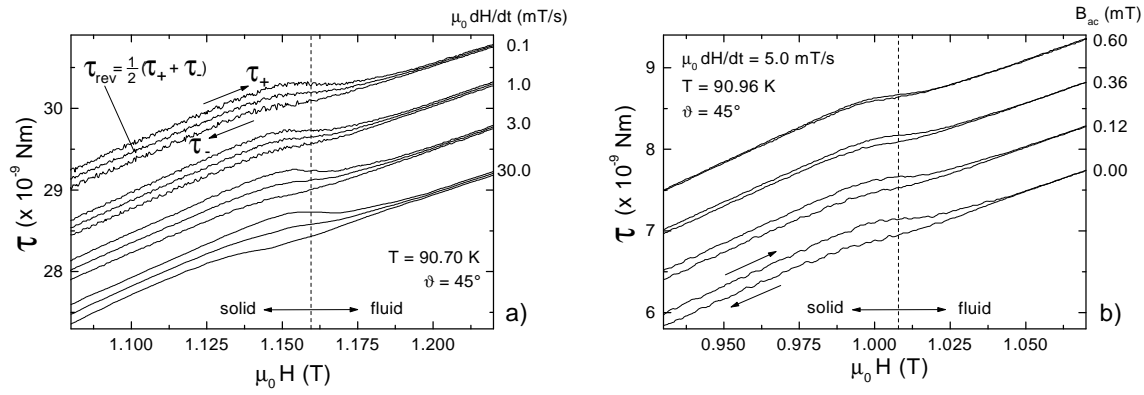 μ₀ dH/dt (mT/s)
0.1
1.0
3.0
30.0
τrev = ½ (τ+ + τ-)
τ+
τ-
30
29
28
τ (x 10⁻⁹ Nm)
T = 90.70 K
ϑ = 45°
solid
fluid
a)
1.100
1.125
1.150
1.175
1.200
μ₀ H (T)
B_ac (mT)
0.60
0.36
0.12
0.00
μ₀ dH/dt = 5.0 mT/s
T = 90.96 K
ϑ = 45°
9
8
7
6
τ (x 10⁻⁹ Nm)
solid
fluid
b)
0.950
0.975
1.000
1.025
1.050
μ₀ H (T)